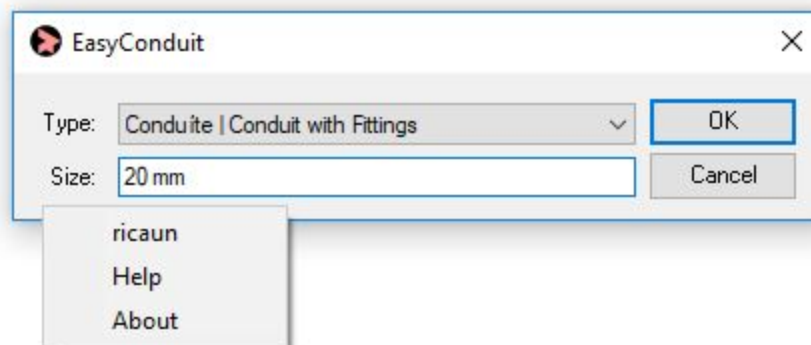 EasyConduit
Type: Conduíte | Conduit with Fittings OK
Size: 20 mm Cancel
ricaun
Help
About